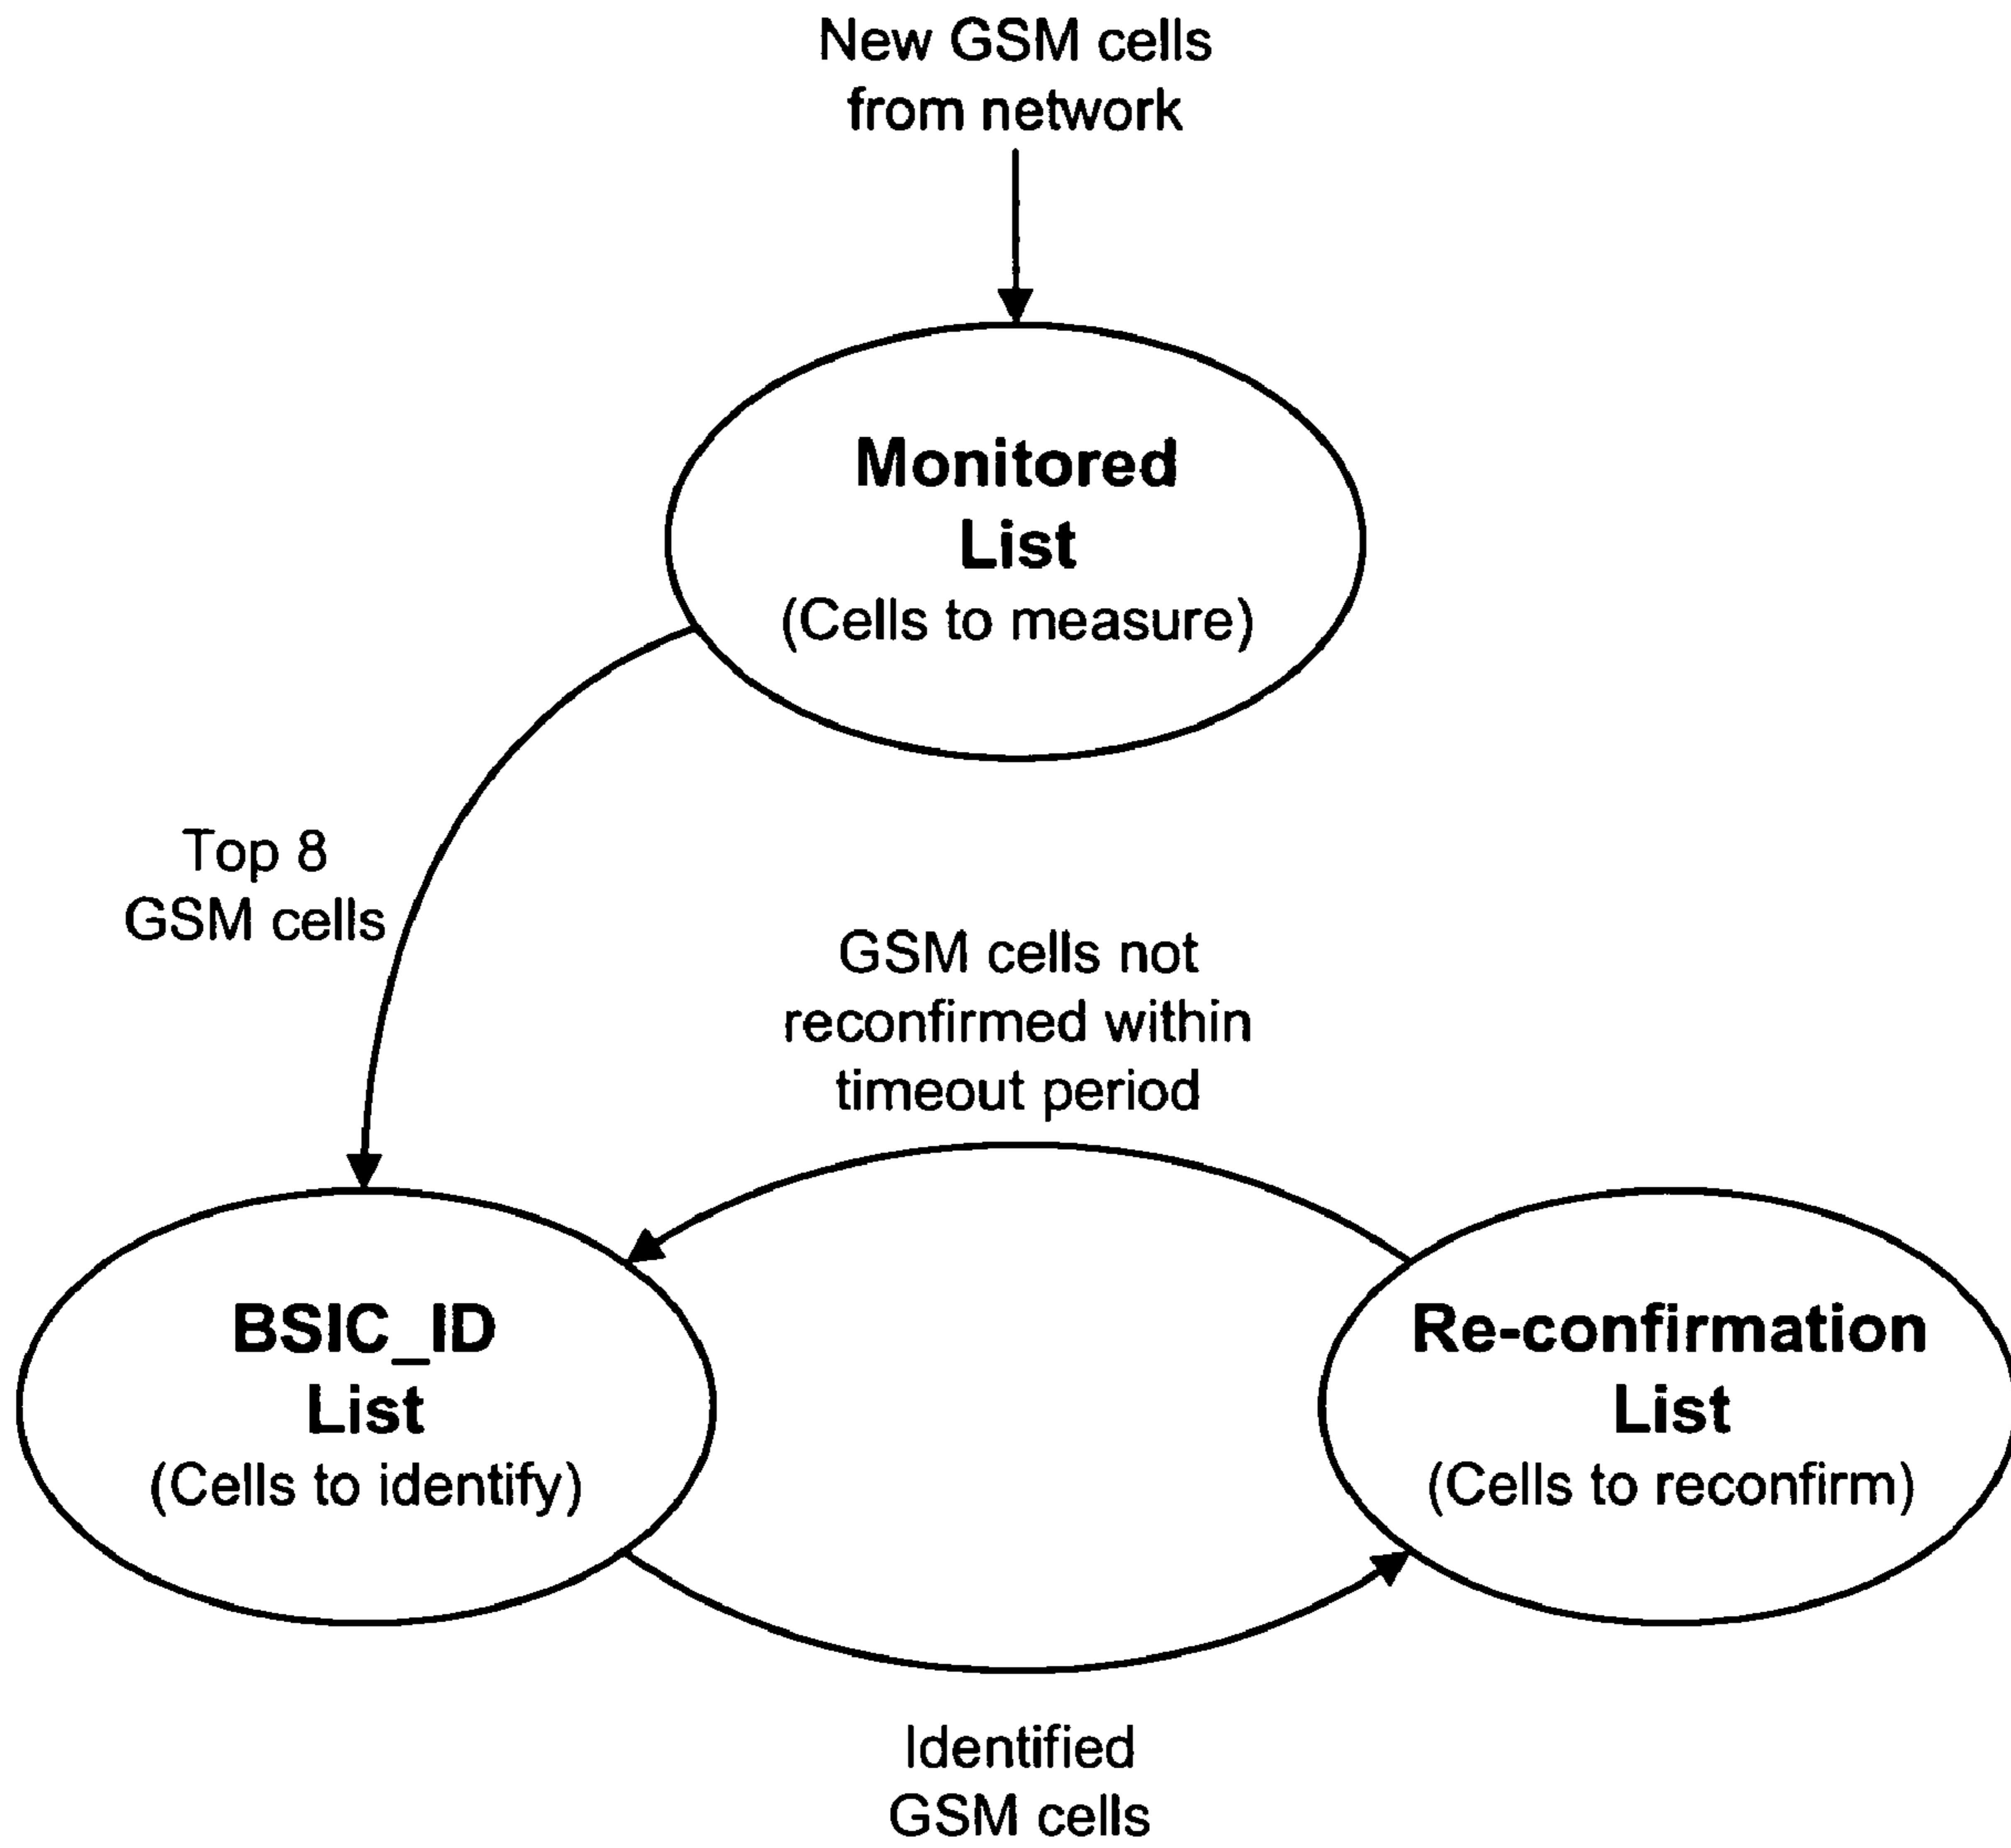 New GSM cells
from network
Monitored
List
(Cells to measure)
Top 8
GSM cells
GSM cells not
reconfirmed within
timeout period
BSIC_ID
List
(Cells to identify)
Re-confirmation
List
(Cells to reconfirm)
Identified
GSM cells